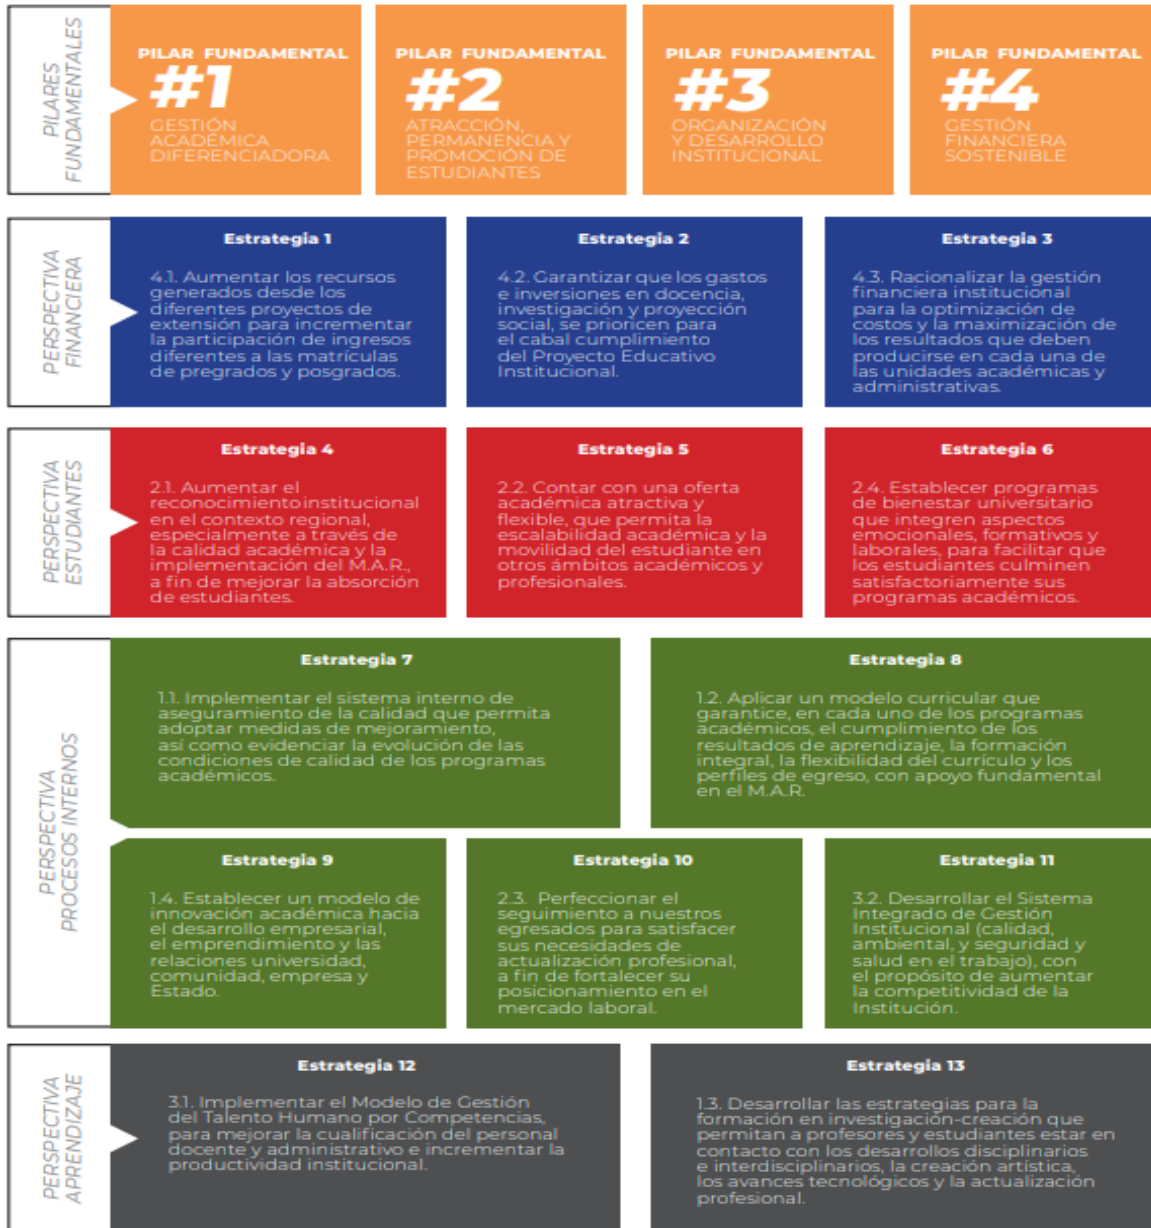 PILARES
FUNDAMENTALES
PILAR FUNDAMENTAL
#1
GESTIÓN
ACADÉMICA
DIFERENCIADORA
PILAR FUNDAMENTAL
#2
ATRACCIÓN,
PERMANENCIA Y
PROMOCIÓN DE
ESTUDIANTES
PILAR FUNDAMENTAL
#3
ORGANIZACIÓN
Y DESARROLLO
INSTITUCIONAL
PILAR FUNDAMENTAL
#4
GESTIÓN
FINANCIERA
SOSTENIBLE
PERSPECTIVA
FINANCIERA
Estrategia 1
4.1. Aumentar los recursos
generados desde los
diferentes proyectos de
extensión para incrementar
la participación de ingresos
diferentes a las matrículas
de pregrados y posgrados.
Estrategia 2
4.2. Garantizar que los gastos
e inversiones en docencia,
investigación y proyección
social, se prioricen para
el cabal cumplimiento
del Proyecto Educativo
Institucional.
Estrategia 3
4.3. Racionalizar la gestión
financiera institucional
para la optimización de
costos y la maximización de
los resultados que deben
producirse en cada una de
las unidades académicas y
administrativas.
PERSPECTIVA
ESTUDIANTES
Estrategia 4
2.1. Aumentar el
reconocimiento institucional
en el contexto regional,
especialmente a través de
la calidad académica y la
implementación del M.A.R.,
a fin de mejorar la absorción
de estudiantes.
Estrategia 5
2.2. Contar con una oferta
académica atractiva y
flexible, que permita la
escalabilidad académica y la
movilidad del estudiante en
otros ámbitos académicos y
profesionales.
Estrategia 6
2.4. Establecer programas
de bienestar universitario
que integren aspectos
emocionales, formativos y
laborales, para facilitar que
los estudiantes culminen
satisfactoriamente sus
programas académicos.
PERSPECTIVA
PROCESOS INTERNOS
Estrategia 7
1.1. Implementar el sistema interno de
aseguramiento de la calidad que permita
adoptar medidas de mejoramiento,
así como evidenciar la evolución de las
condiciones de calidad de los programas
académicos.
Estrategia 8
1.2. Aplicar un modelo curricular que
garantice, en cada uno de los programas
académicos, el cumplimiento de los
resultados de aprendizaje, la formación
integral, la flexibilidad del currículo y los
perfiles de egreso, con apoyo fundamental
en el M.A.R.
Estrategia 9
1.4. Establecer un modelo de
innovación académica hacia
el desarrollo empresarial,
el emprendimiento y las
relaciones universidad,
comunidad, empresa y
Estado.
Estrategia 10
2.3. Perfeccionar el
seguimiento a nuestros
egresados para satisfacer
sus necesidades de
actualización profesional,
a fin de fortalecer su
posicionamiento en el
mercado laboral.
Estrategia 11
3.2. Desarrollar el Sistema
Integrado de Gestión
Institucional (calidad,
ambiental, y seguridad y
salud en el trabajo), con
el propósito de aumentar
la competitividad de la
Institución.
PERSPECTIVA
APRENDIZAJE
Estrategia 12
3.1. Implementar el Modelo de Gestión
del Talento Humano por Competencias,
para mejorar la cualificación del personal
docente y administrativo e incrementar la
productividad institucional.
Estrategia 13
1.3. Desarrollar las estrategias para la
formación en investigación-creación que
permitan a profesores y estudiantes estar en
contacto con los desarrollos disciplinarios
e interdisciplinarios, la creación artística,
los avances tecnológicos y la actualización
profesional.